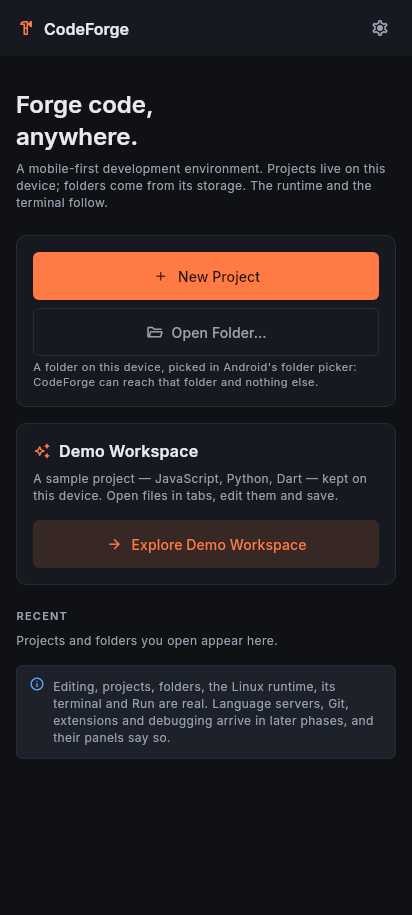 CodeForge
Forge code,
anywhere.
A mobile-first development environment. Projects live on this
device; folders come from its storage. The runtime and the
terminal follow.
New Project
Open Folder...
A folder on this device, picked in Android's folder picker:
CodeForge can reach that folder and nothing else.
Demo Workspace
A sample project — JavaScript, Python, Dart — kept on
this device. Open files in tabs, edit them and save.
Explore Demo Workspace
RECENT
Projects and folders you open appear here.
Editing, projects, folders, the Linux runtime, its
terminal and Run are real. Language servers, Git,
extensions and debugging arrive in later phases, and
their panels say so.